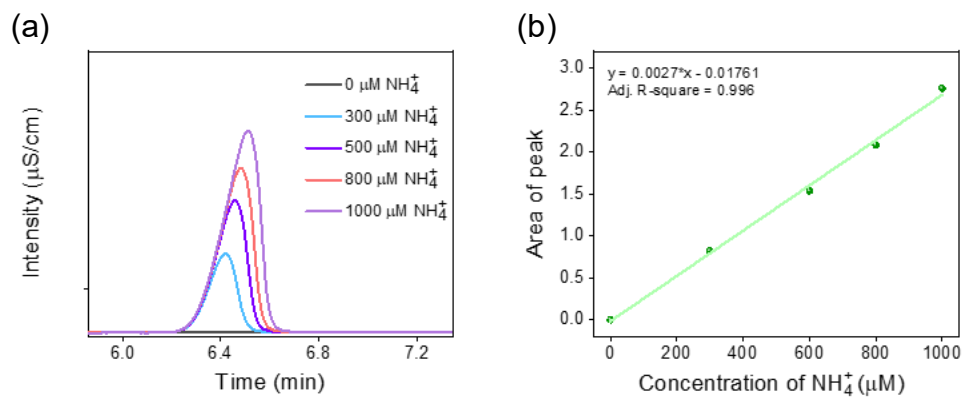 (a)
Intensity (μS/cm)
0 μM NH₄⁺
300 μM NH₄⁺
500 μM NH₄⁺
800 μM NH₄⁺
1000 μM NH₄⁺
6.0 6.4 6.8 7.2
Time (min)
(b)
Area of peak
y = 0.0027*x - 0.01761
Adj. R-square = 0.996
3.0
2.5
2.0
1.5
1.0
0.5
0.0
0 200 400 600 800 1000
Concentration of NH₄⁺ (μM)